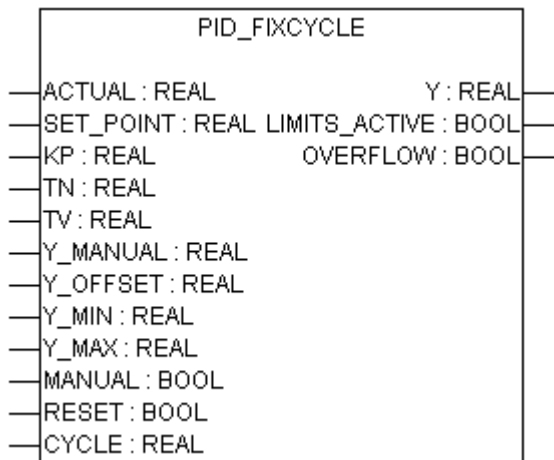 PID_FIXCYCLE
ACTUAL : REAL Y : REAL
SET_POINT : REAL LIMITS_ACTIVE : BOOL
KP : REAL OVERFLOW : BOOL
TN : REAL
TV : REAL
Y_MANUAL : REAL
Y_OFFSET : REAL
Y_MIN : REAL
Y_MAX : REAL
MANUAL : BOOL
RESET : BOOL
CYCLE : REAL